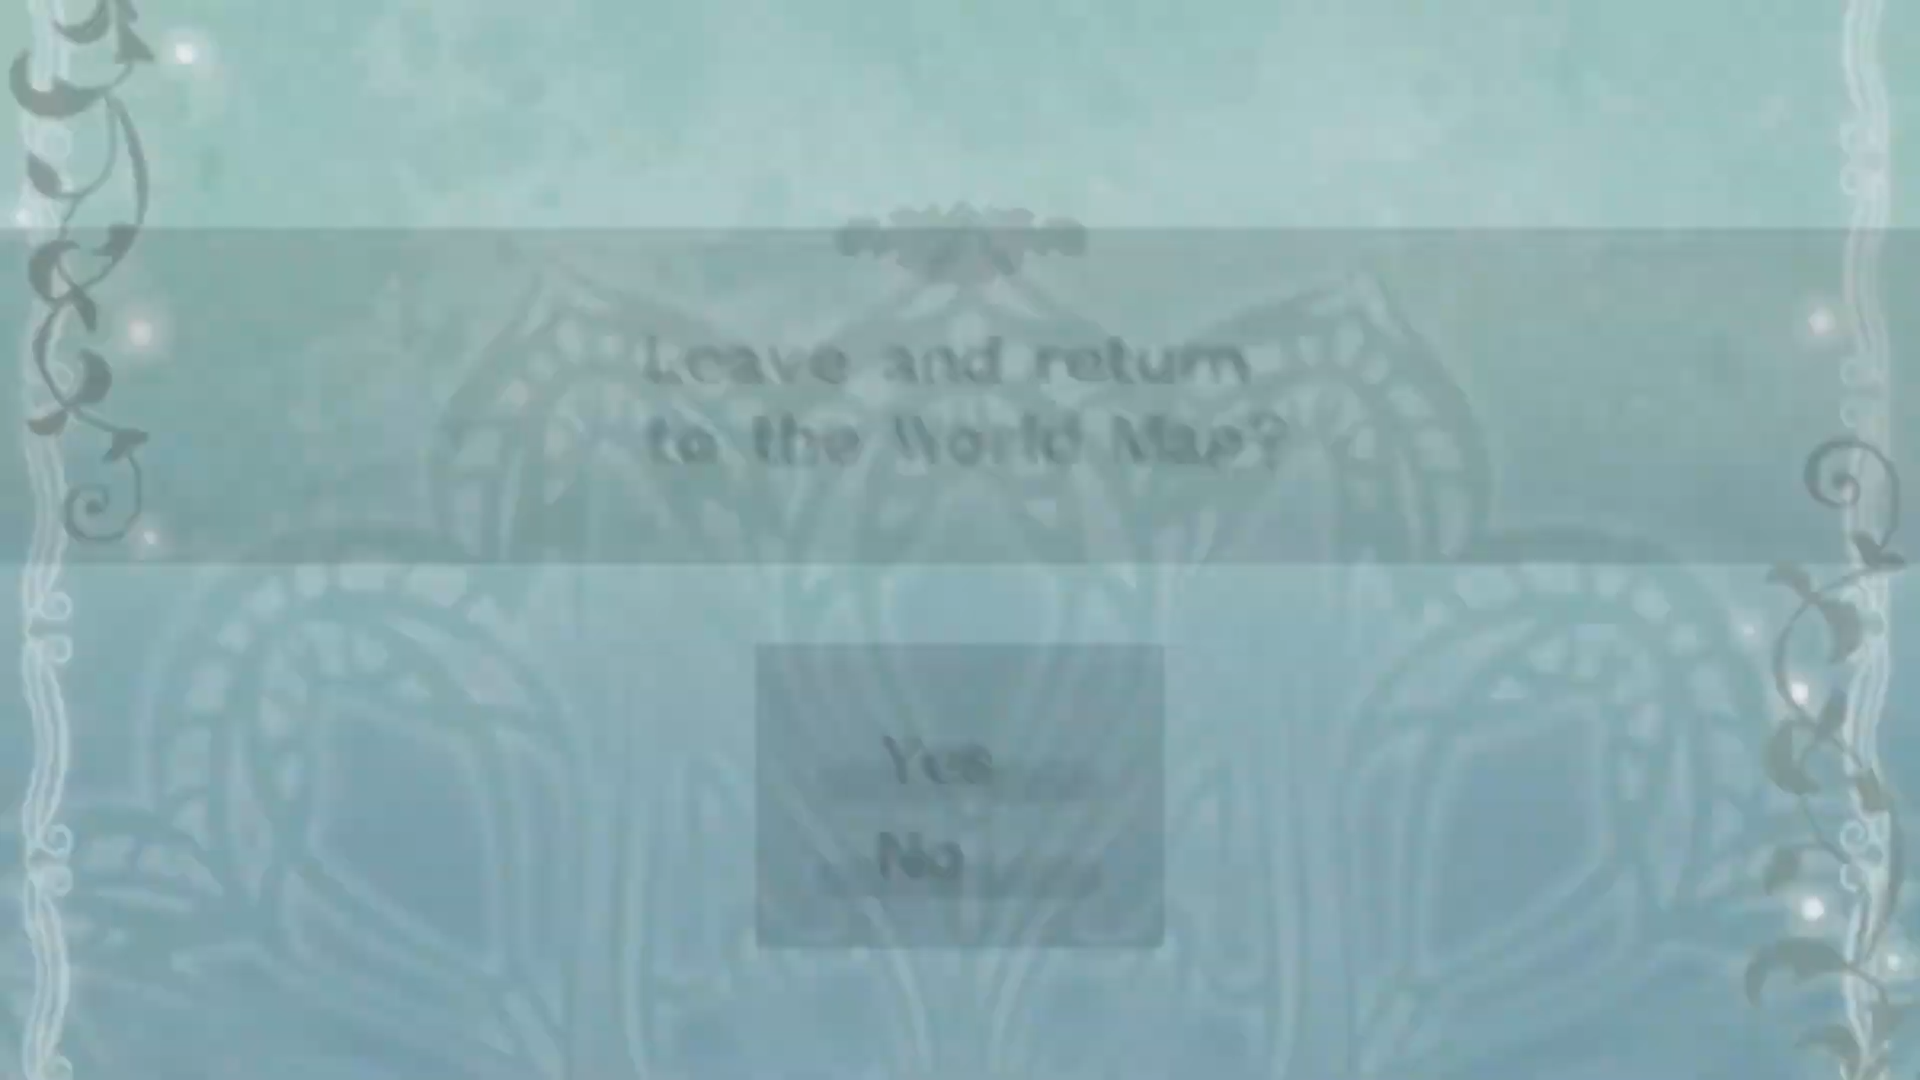 Leave and return
to the World Map?
Yes
No